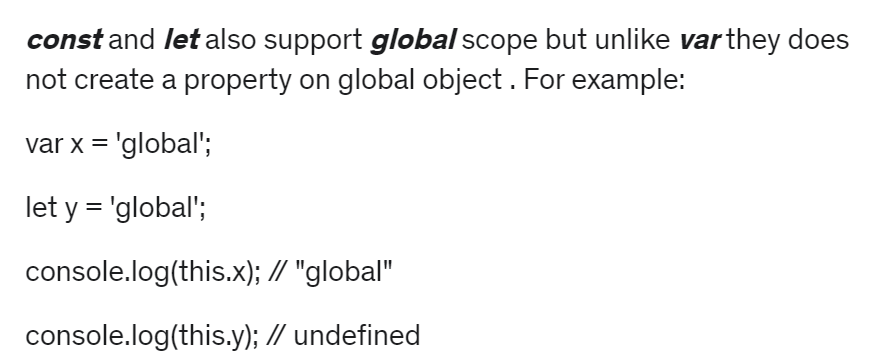 const and let also support global scope but unlike var they does
not create a property on global object . For example:
var x = 'global';
let y = 'global';
console.log(this.x); // "global"
console.log(this.y); // undefined